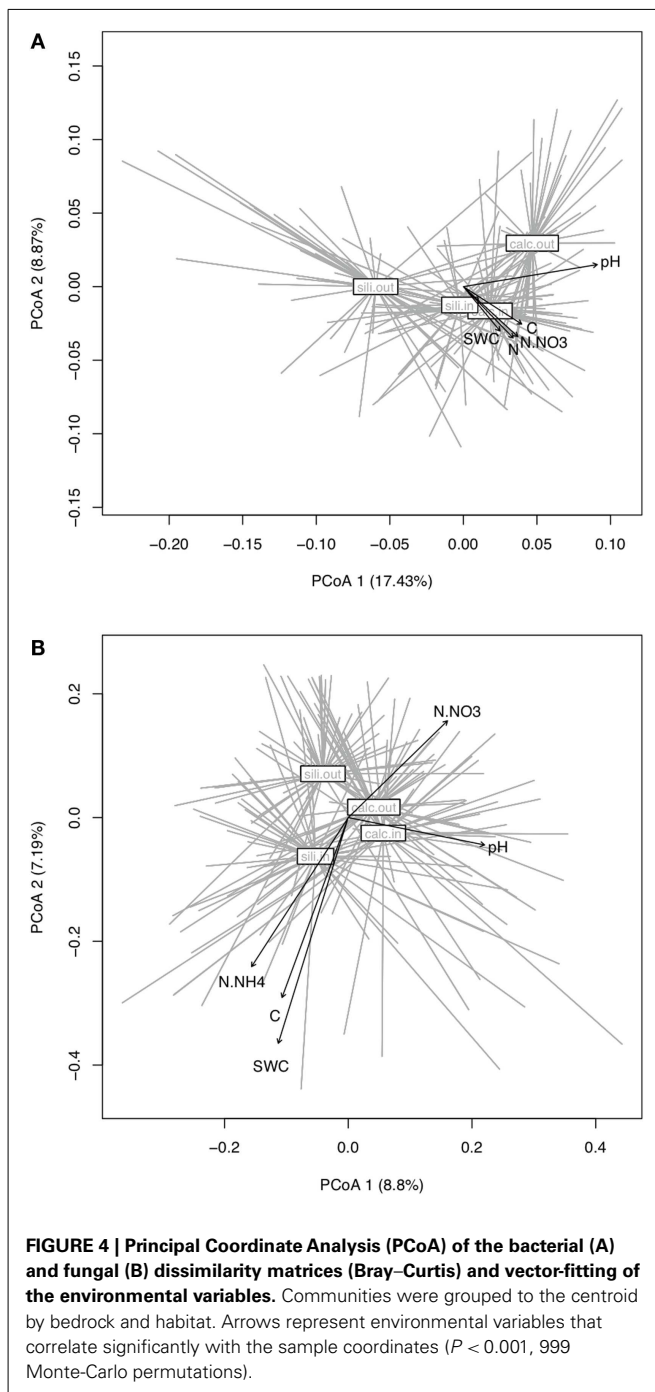 A
0.15
0.10
0.05
0.00
−0.05
−0.10
−0.15
PCoA 2 (8.87%)
calc.out
pH
sili.out
sili.in
in
C
SWC
N.NO3
N
−0.20 −0.15 −0.10 −0.05 0.00 0.05 0.10
PCoA 1 (17.43%)
B
0.2
0.0
−0.2
−0.4
PCoA 2 (7.19%)
N.NO3
sili.out
calc.out
calc.in
pH
sili.in
N.NH4
C
SWC
−0.2 0.0 0.2 0.4
PCoA 1 (8.8%)
FIGURE 4 | Principal Coordinate Analysis (PCoA) of the bacterial (A)
and fungal (B) dissimilarity matrices (Bray–Curtis) and vector-fitting of
the environmental variables. Communities were grouped to the centroid
by bedrock and habitat. Arrows represent environmental variables that
correlate significantly with the sample coordinates (P < 0.001, 999
Monte-Carlo permutations).